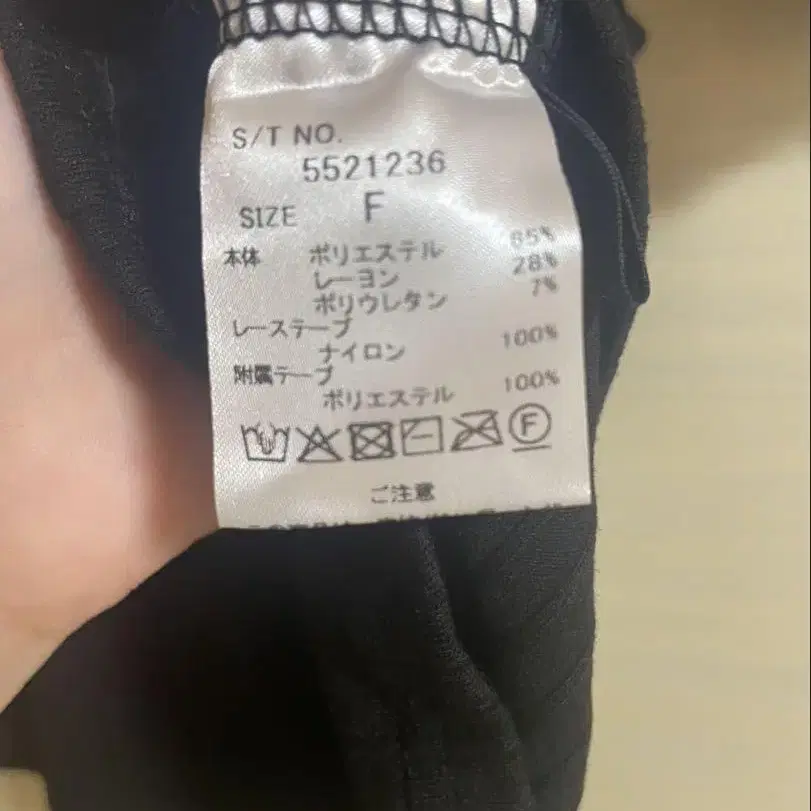 S/T NO.
5521236
SIZE F
本体 ポリエステル 65%
レーヨン 28%
ポリウレタン 7%
レーステープ
ナイロン 100%
附属テープ
ポリエステル 100%
F
ご注意